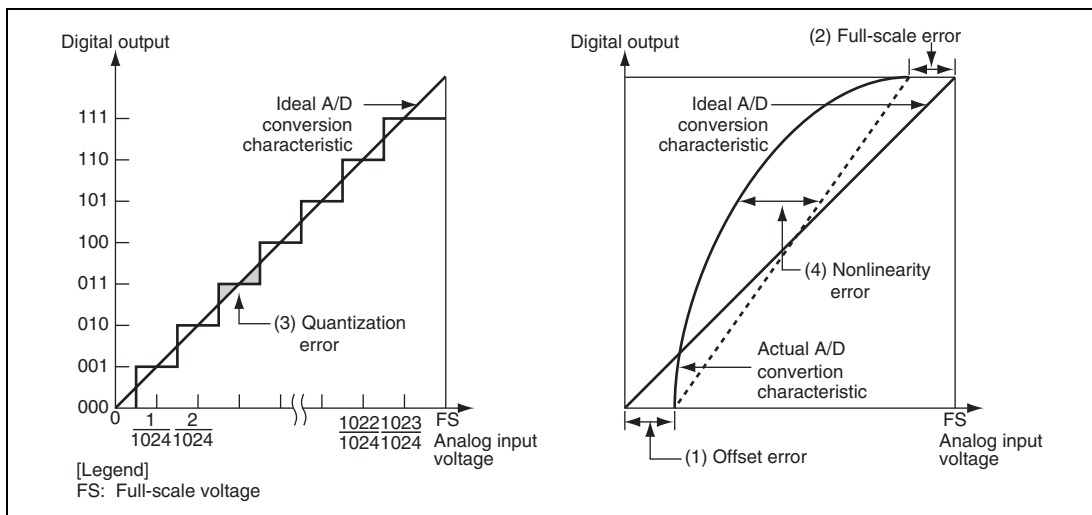 Digital output
Ideal A/D
conversion
characteristic
111
110
101
100
011
010
001
000
(3) Quantization
error
0
1
1024
2
1024
1022
1024
1023
1024
FS
Analog input
voltage
[Legend]
FS: Full-scale voltage
Digital output
(2) Full-scale error
Ideal A/D
conversion
characteristic
(4) Nonlinearity
error
Actual A/D
convertion
characteristic
FS
Analog input
voltage
(1) Offset error